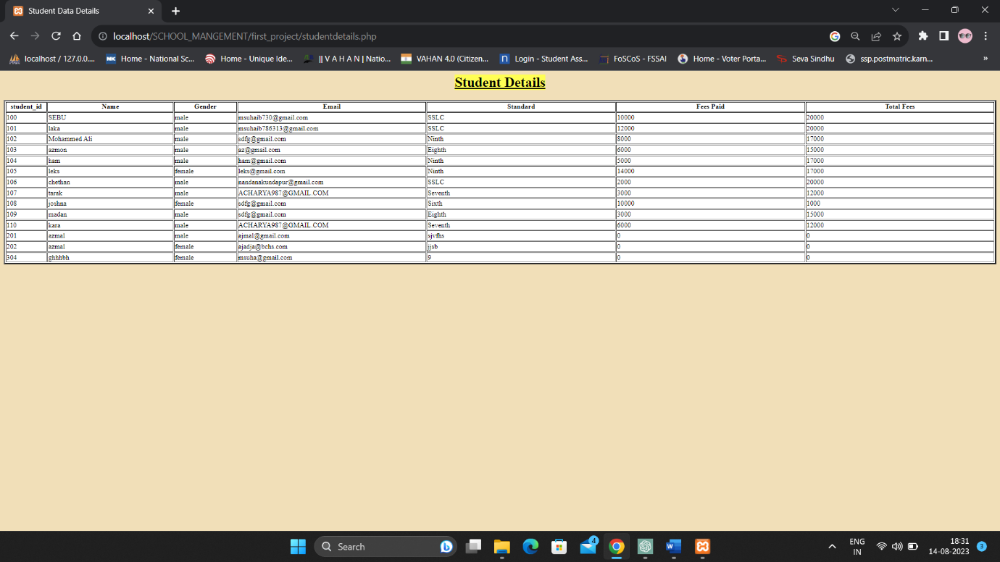 Student Data Details
localhost/SCHOOL_MANGEMENT/first_project/studentdetails.php
localhost / 127.0.0.... Home - National Sc... Home - Unique Ide... || V A H A N | Natio... VAHAN 4.0 (Citizen... Login - Student Ass... FoSCoS - FSSAI Home - Voter Porta... Seva Sindhu ssp.postmatric.karn... »
Student Details
student_id Name Gender Email Standard Fees Paid Total Fees
100 SEBU male msuhaib730@gmail.com SSLC 10000 20000
101 laka male msuhaib786313@gmail.com SSLC 12000 20000
102 Mohammed Ali male sdfg@gmail.com Ninth 8000 17000
103 azmon male az@gmail.com Eighth 6000 15000
104 ham male ham@gmail.com Ninth 5000 17000
105 leks female leks@gmail.com Ninth 14000 17000
106 chethan male nandanakundapur@gmail.com SSLC 2000 20000
107 tarak male ACHARYA987@GMAIL.COM Seventh 3000 12000
108 joshna female sdfg@gmail.com Sixth 10000 1000
109 madan male sdfg@gmail.com Eighth 3000 15000
110 kara male ACHARYA987@GMAIL.COM Seventh 6000 12000
201 azmal male ajmal@gmail.com sjvfhs 0 0
202 azmal female ajadja@bchs.com jjsb 0 0
304 ghhhbh female msuha@gmail.com 9 0 0
Search 4 ENG 18:31
IN 14-08-2023 3